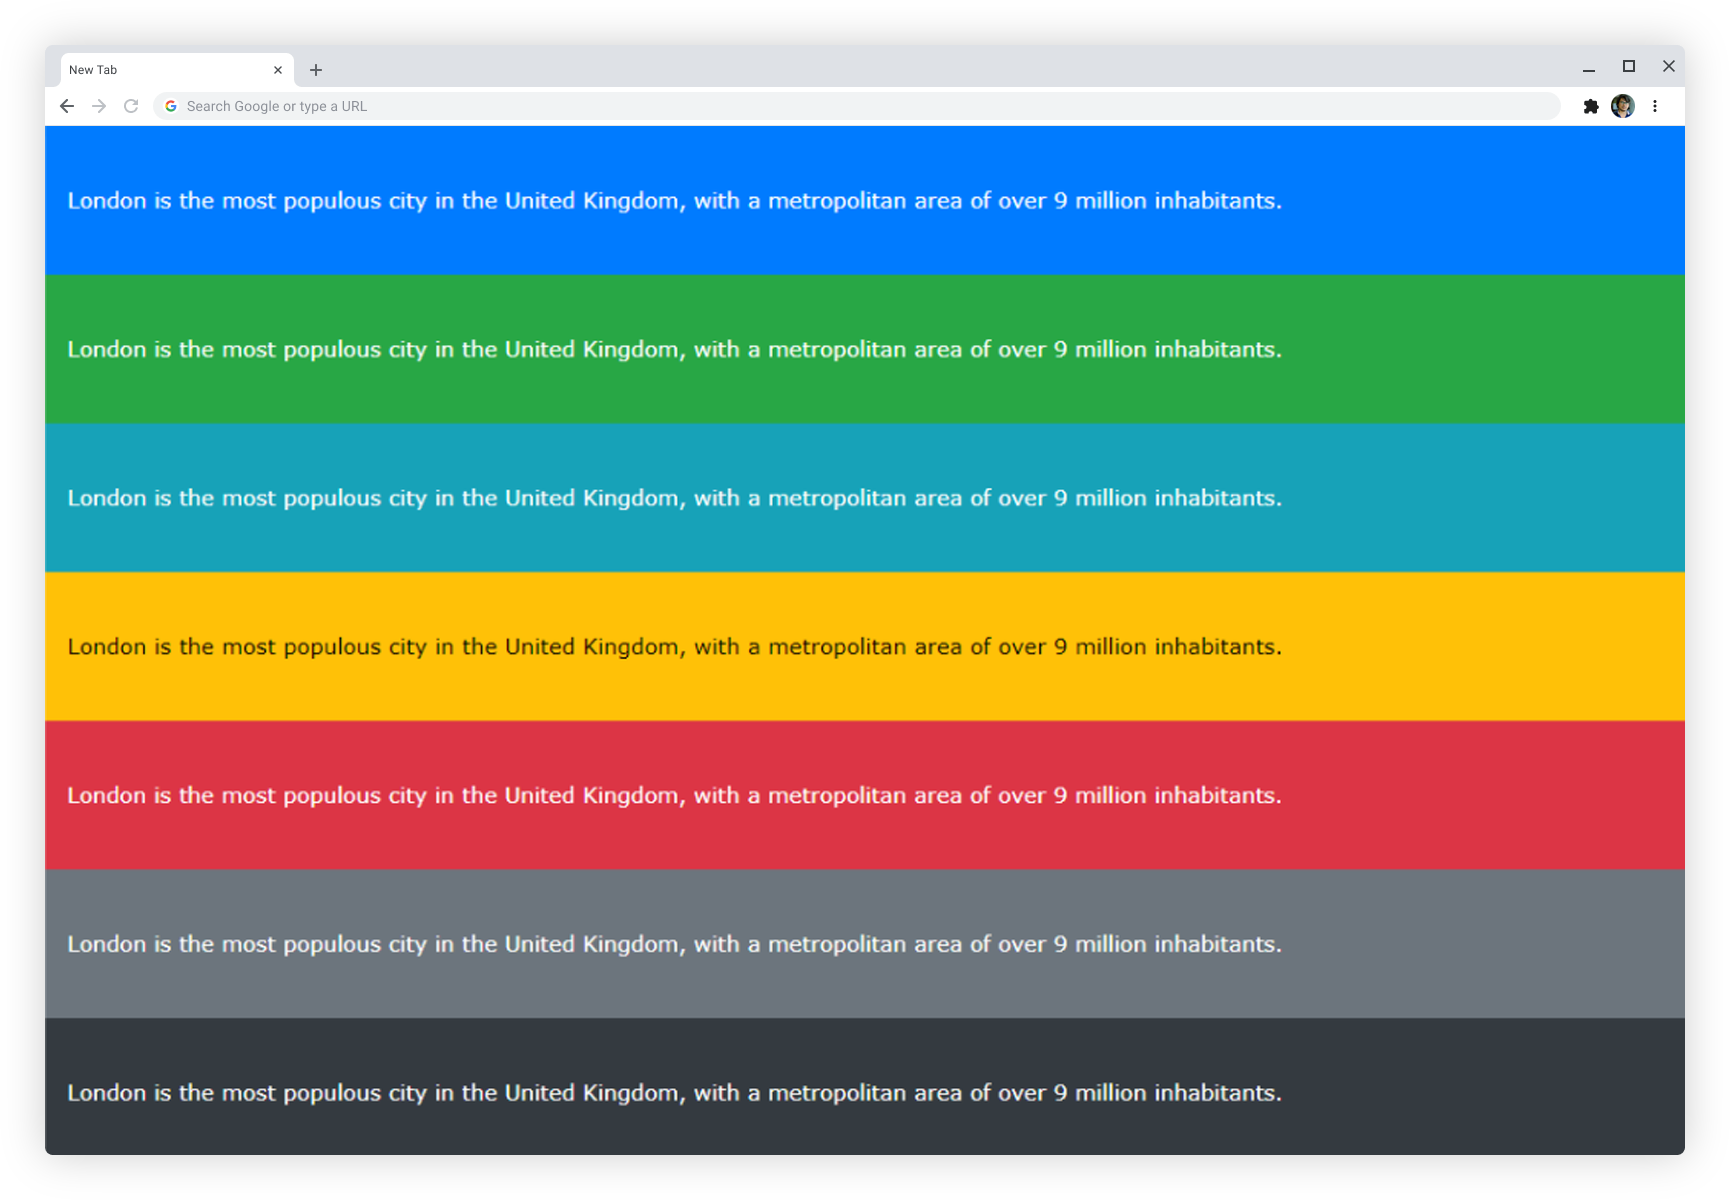 New Tab
Search Google or type a URL
London is the most populous city in the United Kingdom, with a metropolitan area of over 9 million inhabitants.
London is the most populous city in the United Kingdom, with a metropolitan area of over 9 million inhabitants.
London is the most populous city in the United Kingdom, with a metropolitan area of over 9 million inhabitants.
London is the most populous city in the United Kingdom, with a metropolitan area of over 9 million inhabitants.
London is the most populous city in the United Kingdom, with a metropolitan area of over 9 million inhabitants.
London is the most populous city in the United Kingdom, with a metropolitan area of over 9 million inhabitants.
London is the most populous city in the United Kingdom, with a metropolitan area of over 9 million inhabitants.